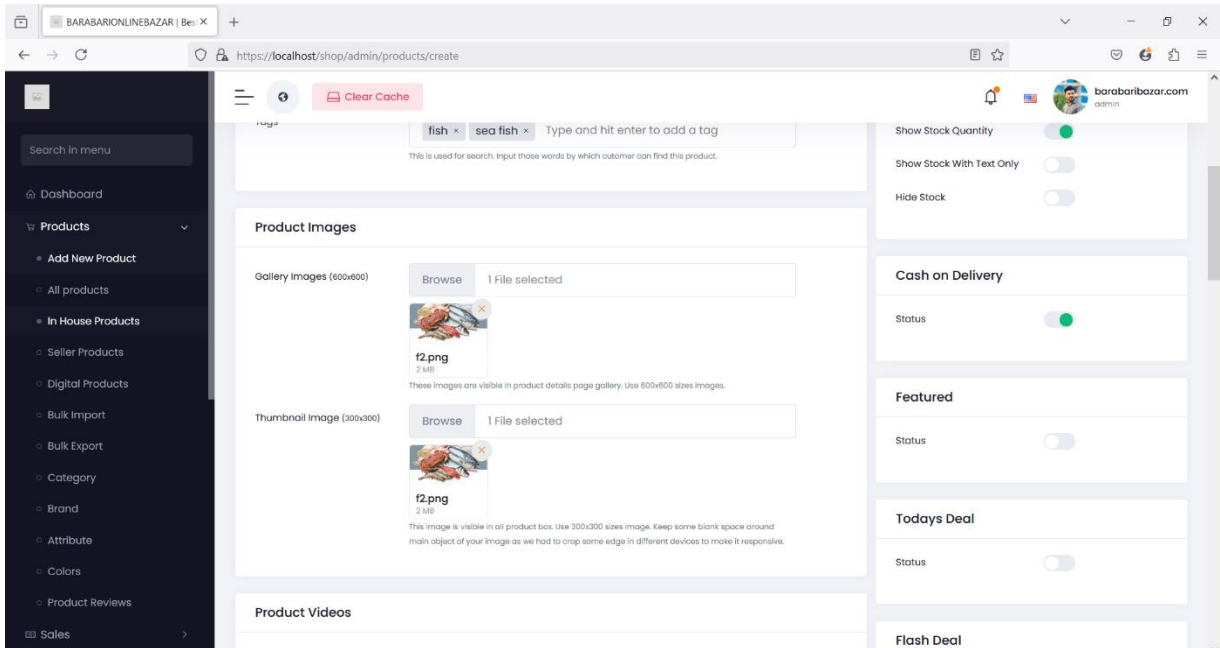 BARABARIONLINEBAZAR | Bes
https://localhost/shop/admin/products/create
Clear Cache
barabaribazar.com
admin
Search in menu
Dashboard
Products
Add New Product
All products
In House Products
Seller Products
Digital Products
Bulk Import
Bulk Export
Category
Brand
Attribute
Colors
Product Reviews
Sales
Tags
fish × sea fish × Type and hit enter to add a tag
This is used for search. Input those words by which cutomer can find this product.
Product Images
Gallery Images (600x600)
Browse 1 File selected
f2.png
2 MB
These images are visible in product details page gallery. Use 600x600 sizes images.
Thumbnail Image (300x300)
Browse 1 File selected
f2.png
2 MB
This image is visible in all product box. Use 300x300 sizes image. Keep some blank space around
main object of your image as we had to crop some edge in different devices to make it responsive.
Product Videos
Show Stock Quantity
Show Stock With Text Only
Hide Stock
Cash on Delivery
Status
Featured
Status
Todays Deal
Status
Flash Deal